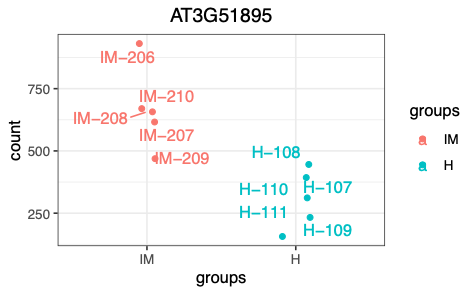 AT3G51895
count
750
500
250
IM−206
IM−210
IM−208
IM−207
IM−209
H−108
H−110
H−107
H−111
H−109
IM
H
groups
groups
a IM
a H